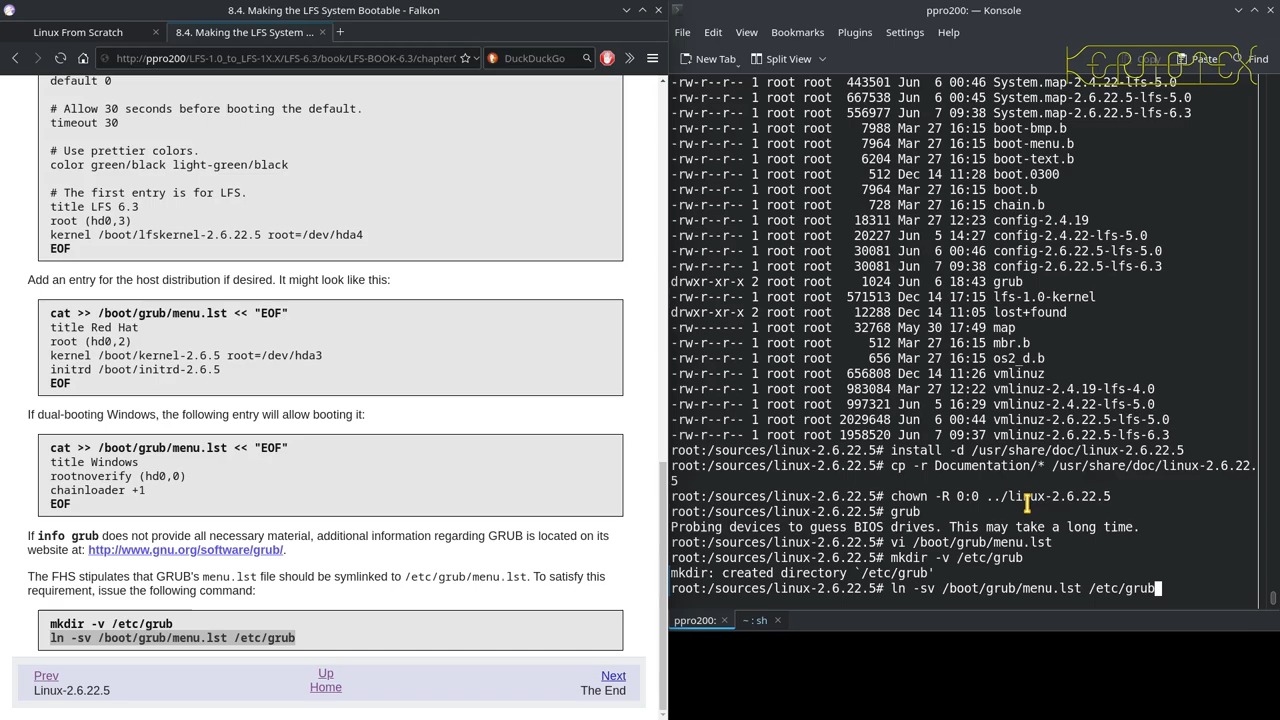 8.4. Making the LFS System Bootable - Falkon
Linux From Scratch
8.4. Making the LFS System ...
http://ppro200/LFS-1.0_to_LFS-1X.X/LFS-6.3/book/LFS-BOOK-6.3/chapter0
DuckDuckGo
default 0
# Allow 30 seconds before booting the default.
timeout 30
# Use prettier colors.
color green/black light-green/black
# The first entry is for LFS.
title LFS 6.3
root (hd0,3)
kernel /boot/lfskernel-2.6.22.5 root=/dev/hda4
EOF
Add an entry for the host distribution if desired. It might look like this:
cat >> /boot/grub/menu.lst << "EOF"
title Red Hat
root (hd0,2)
kernel /boot/kernel-2.6.5 root=/dev/hda3
initrd /boot/initrd-2.6.5
EOF
If dual-booting Windows, the following entry will allow booting it:
cat >> /boot/grub/menu.lst << "EOF"
title Windows
rootnoverify (hd0,0)
chainloader +1
EOF
If info grub does not provide all necessary material, additional information regarding GRUB is located on its
website at: http://www.gnu.org/software/grub/.
The FHS stipulates that GRUB's menu.lst file should be symlinked to /etc/grub/menu.lst. To satisfy this
requirement, issue the following command:
mkdir -v /etc/grub
ln -sv /boot/grub/menu.lst /etc/grub
Prev Up Next
Linux-2.6.22.5 Home The End
ppro200: — Konsole
File Edit View Bookmarks Plugins Settings Help
New Tab Split View Copy Paste Find
-rw-r--r-- 1 root root 443501 Jun 6 00:46 System.map-2.4.22-lfs-5.0
-rw-r--r-- 1 root root 667538 Jun 6 00:45 System.map-2.6.22.5-lfs-5.0
-rw-r--r-- 1 root root 556977 Jun 7 09:38 System.map-2.6.22.5-lfs-6.3
-rw-r--r-- 1 root root 7988 Mar 27 16:15 boot-bmp.b
-rw-r--r-- 1 root root 7964 Mar 27 16:15 boot-menu.b
-rw-r--r-- 1 root root 6204 Mar 27 16:15 boot-text.b
-rw-r--r-- 1 root root 512 Dec 14 11:28 boot.0300
-rw-r--r-- 1 root root 7964 Mar 27 16:15 boot.b
-rw-r--r-- 1 root root 728 Mar 27 16:15 chain.b
-rw-r--r-- 1 root root 18311 Mar 27 12:23 config-2.4.19
-rw-r--r-- 1 root root 20227 Jun 5 14:27 config-2.4.22-lfs-5.0
-rw-r--r-- 1 root root 30081 Jun 6 00:46 config-2.6.22.5-lfs-5.0
-rw-r--r-- 1 root root 30081 Jun 7 09:38 config-2.6.22.5-lfs-6.3
drwxr-xr-x 2 root root 1024 Jun 6 18:43 grub
-rw-r--r-- 1 root root 571513 Dec 14 17:15 lfs-1.0-kernel
drwxr-xr-x 2 root root 12288 Dec 14 11:05 lost+found
-rw------- 1 root root 32768 May 30 17:49 map
-rw-r--r-- 1 root root 512 Mar 27 16:15 mbr.b
-rw-r--r-- 1 root root 656 Mar 27 16:15 os2_d.b
-rw-r--r-- 1 root root 656808 Dec 14 11:26 vmlinuz
-rw-r--r-- 1 root root 983084 Mar 27 12:22 vmlinuz-2.4.19-lfs-4.0
-rw-r--r-- 1 root root 997321 Jun 5 16:29 vmlinuz-2.4.22-lfs-5.0
-rw-r--r-- 1 root root 2029648 Jun 6 00:44 vmlinuz-2.6.22.5-lfs-5.0
-rw-r--r-- 1 root root 1958520 Jun 7 09:37 vmlinuz-2.6.22.5-lfs-6.3
root:/sources/linux-2.6.22.5# install -d /usr/share/doc/linux-2.6.22.5
root:/sources/linux-2.6.22.5# cp -r Documentation/* /usr/share/doc/linux-2.6.22.
5
root:/sources/linux-2.6.22.5# chown -R 0:0 ../linux-2.6.22.5
root:/sources/linux-2.6.22.5# grub
Probing devices to guess BIOS drives. This may take a long time.
root:/sources/linux-2.6.22.5# vi /boot/grub/menu.lst
root:/sources/linux-2.6.22.5# mkdir -v /etc/grub
mkdir: created directory `/etc/grub'
root:/sources/linux-2.6.22.5# ln -sv /boot/grub/menu.lst /etc/grub
ppro200: ~ : sh